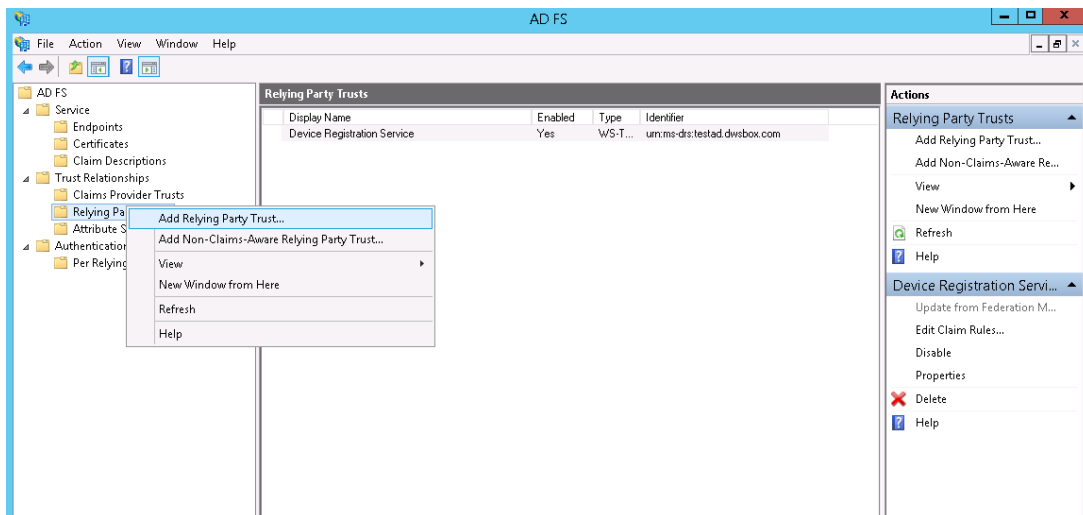 AD FS
File Action View Window Help
AD FS
Service
Endpoints
Certificates
Claim Descriptions
Trust Relationships
Claims Provider Trusts
Relying Pa
Attribute S
Authentication
Per Relying
Add Relying Party Trust...
Add Non-Claims-Aware Relying Party Trust...
View
New Window from Here
Refresh
Help
Relying Party Trusts
Display Name Enabled Type Identifier
Device Registration Service Yes WS-T... urn:ms-drs:testad.dwsbox.com
Actions
Relying Party Trusts
Add Relying Party Trust...
Add Non-Claims-Aware Re...
View
New Window from Here
Refresh
Help
Device Registration Servi...
Update from Federation M...
Edit Claim Rules...
Disable
Properties
Delete
Help